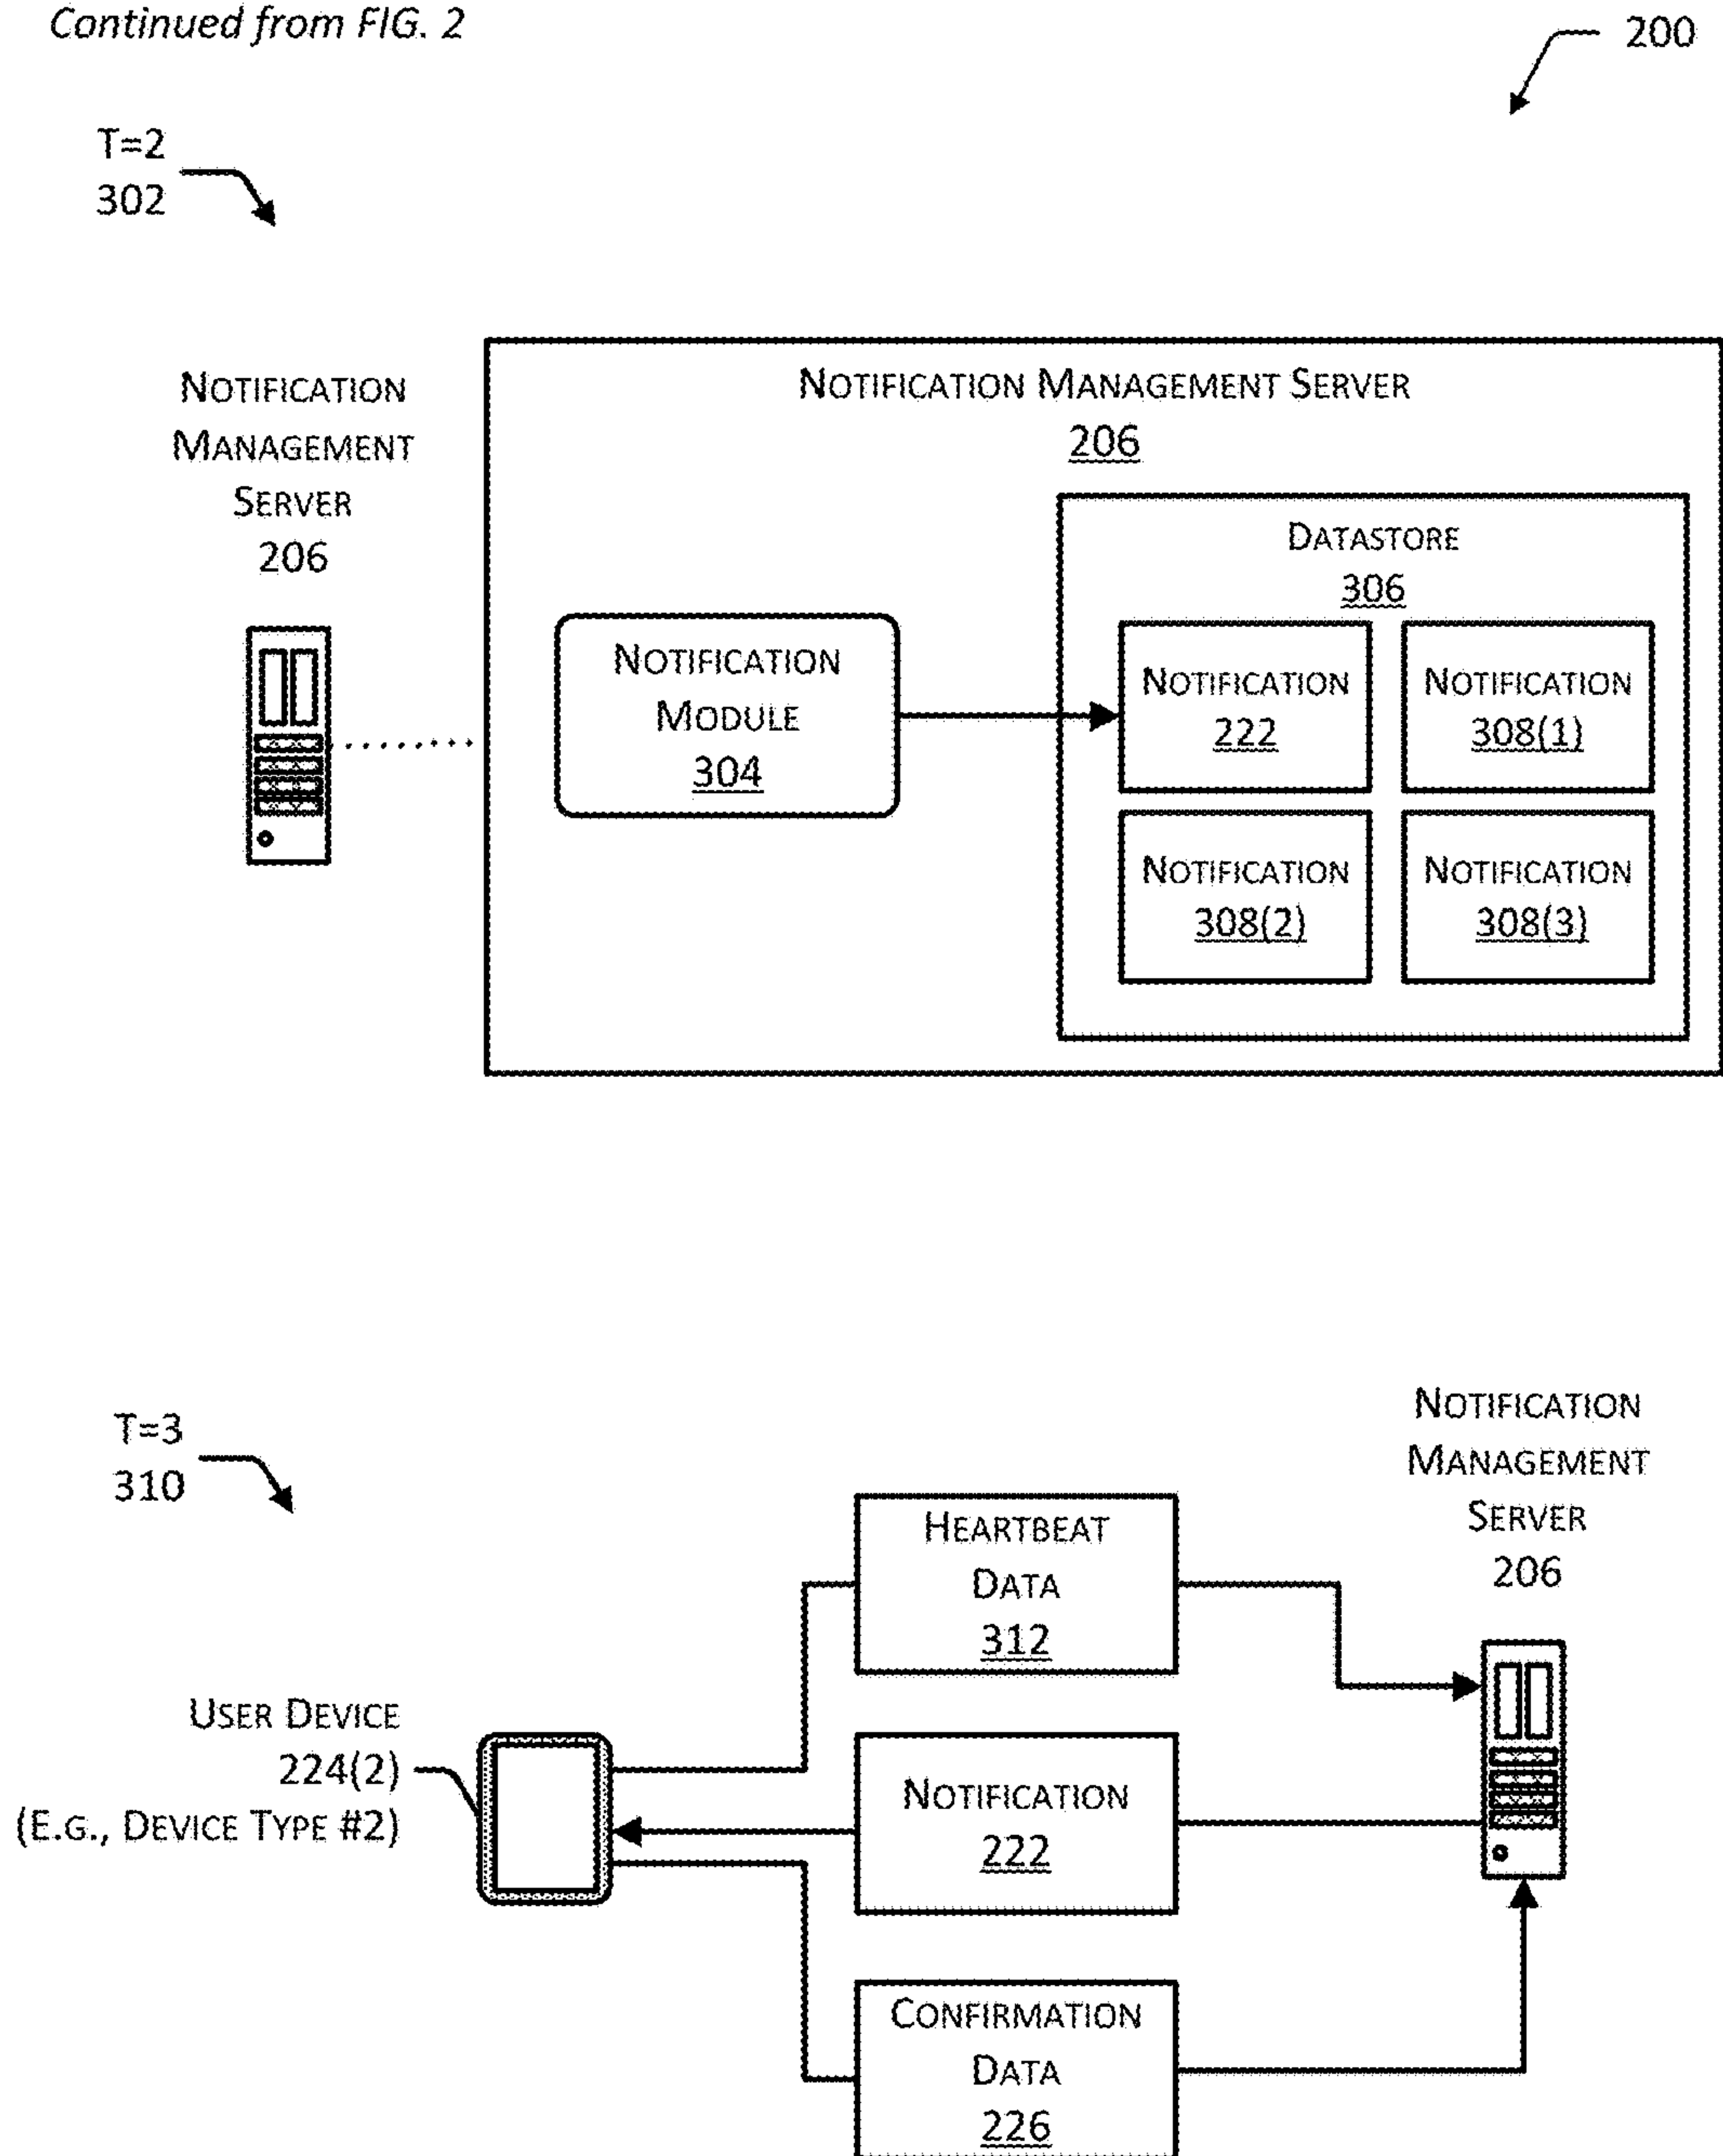 Continued from FIG. 2
200
T=2
302
NOTIFICATION
MANAGEMENT
SERVER
206
NOTIFICATION MANAGEMENT SERVER
206
DATASTORE
306
NOTIFICATION
MODULE
304
NOTIFICATION
222
NOTIFICATION
308(1)
NOTIFICATION
308(2)
NOTIFICATION
308(3)
T=3
310
NOTIFICATION
MANAGEMENT
SERVER
206
HEARTBEAT
DATA
312
USER DEVICE
224(2)
(E.G., DEVICE TYPE #2)
NOTIFICATION
222
CONFIRMATION
DATA
226